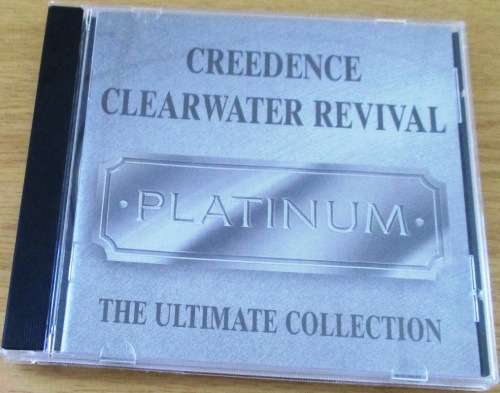 CREEDENCE
CLEARWATER REVIVAL
· PLATINUM ·
THE ULTIMATE COLLECTION